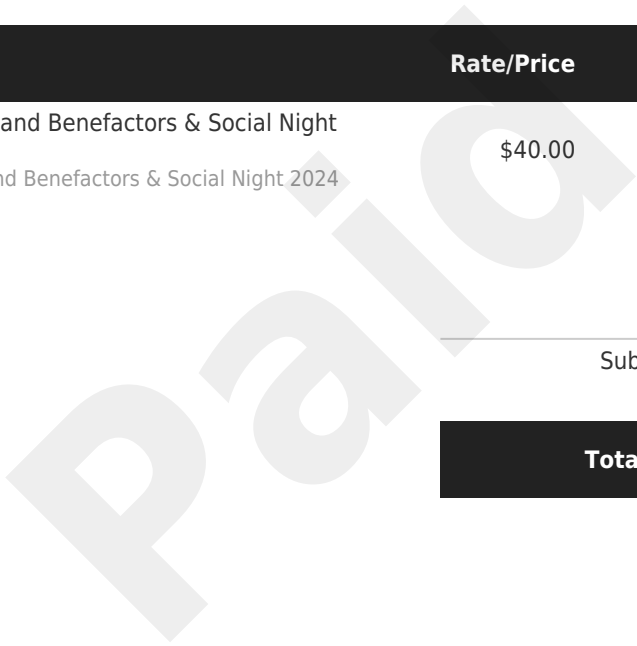 Rate/Price
and Benefactors & Social Night
$40.00
nd Benefactors & Social Night 2024
Sub
Tota
Paid